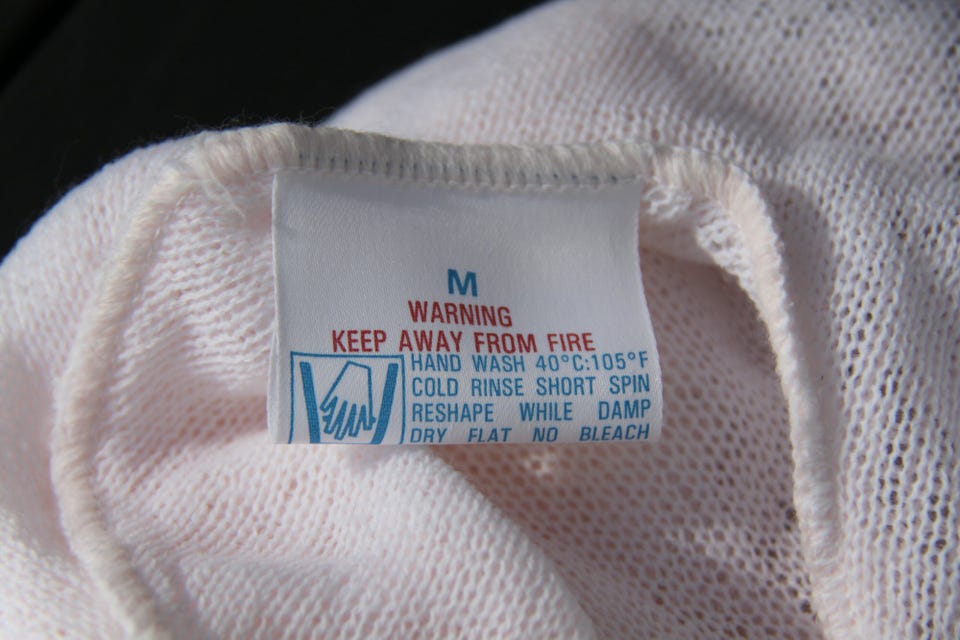 M
WARNING
KEEP AWAY FROM FIRE
HAND WASH 40°C:105°F
COLD RINSE SHORT SPIN
RESHAPE WHILE DAMP
DRY FLAT NO BLEACH